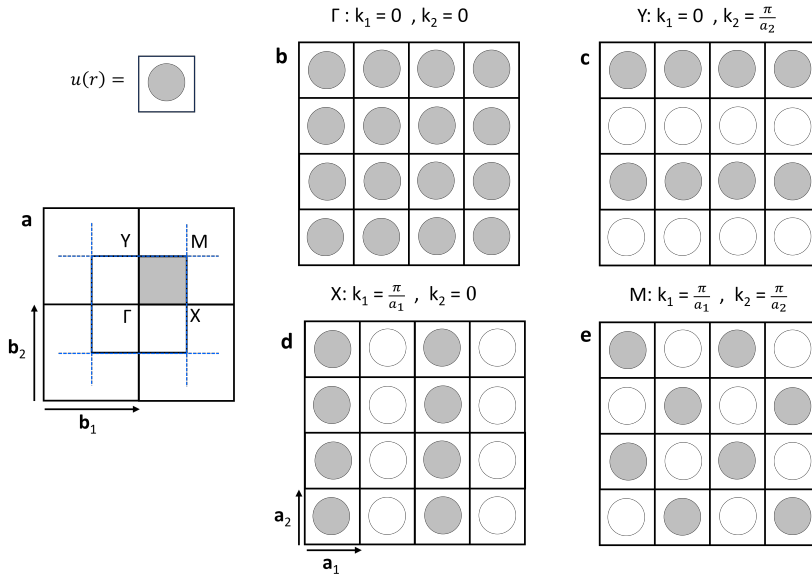 Γ : k₁ = 0 , k₂ = 0
Y: k₁ = 0 , k₂ = π/a₂
u(r) =
b
c
a
Y
M
Γ
X
b₂
b₁
X: k₁ = π/a₁ , k₂ = 0
M: k₁ = π/a₁ , k₂ = π/a₂
d
e
a₂
a₁